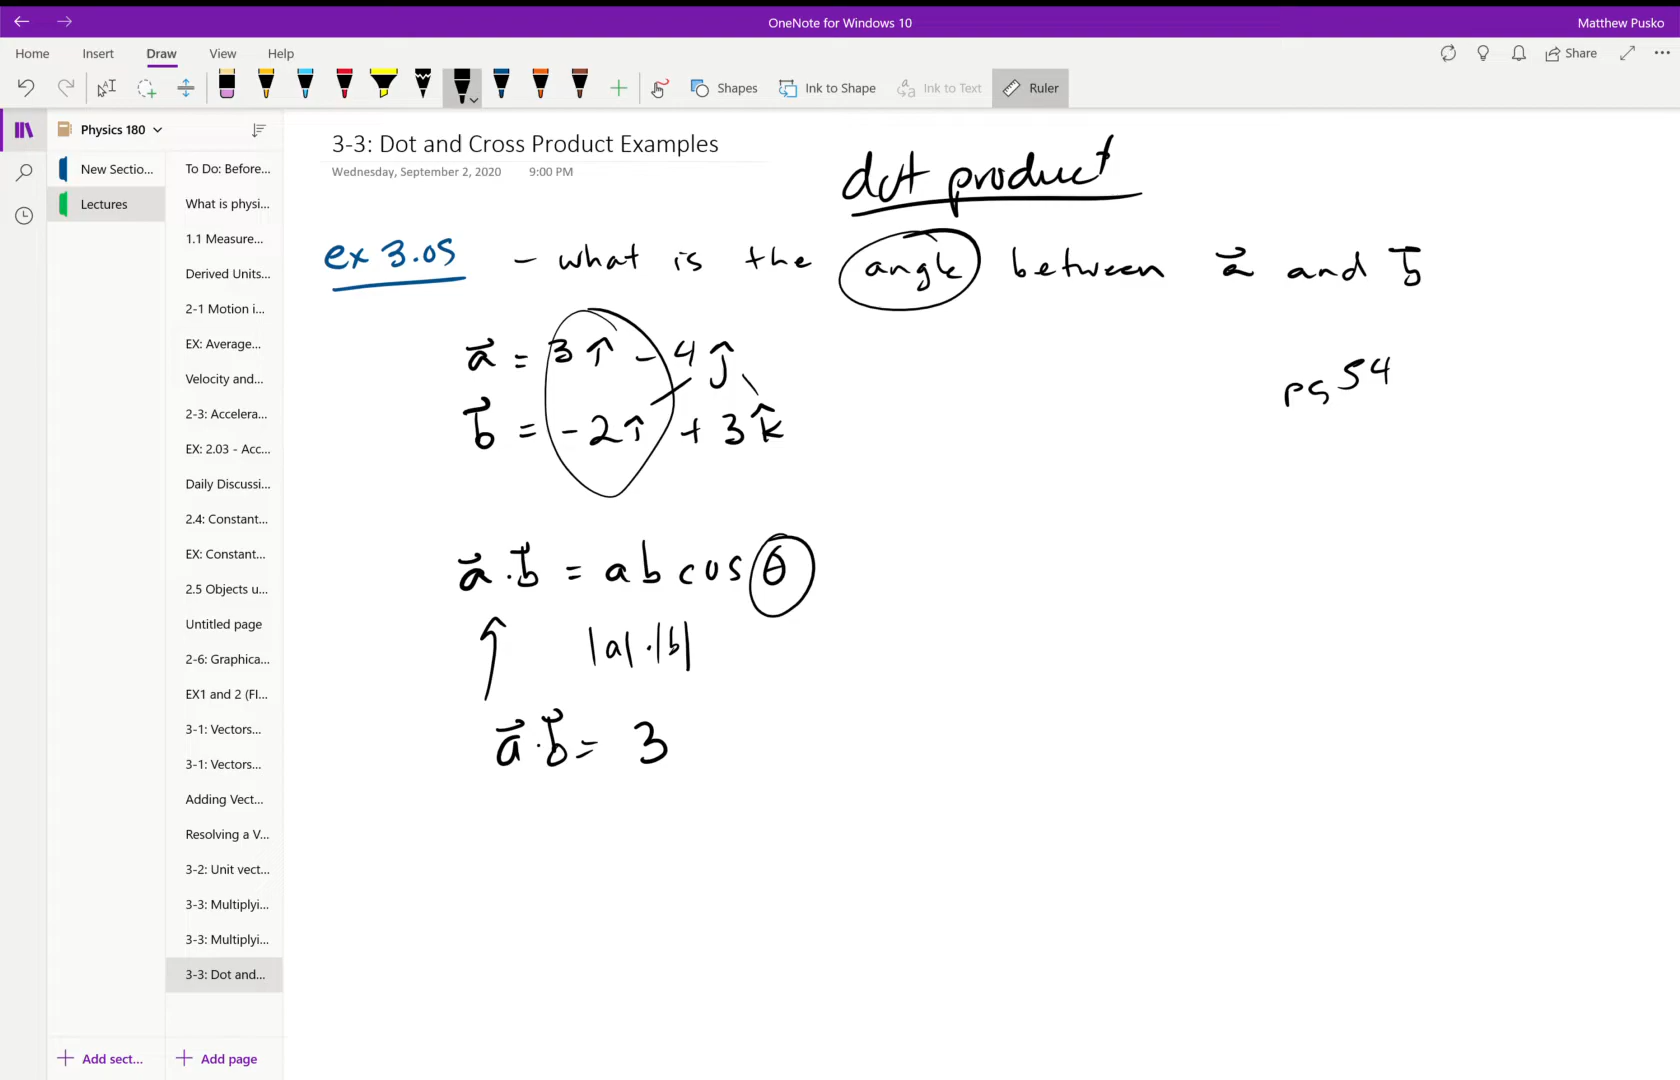 OneNote for Windows 10
Matthew Pusko
Home Insert Draw View Help
Share
Shapes Ink to Shape Ink to Text Ruler
Physics 180
New Sectio...
Lectures
To Do: Before...
What is physi...
1.1 Measure...
Derived Units...
2-1 Motion i...
EX: Average...
Velocity and...
2-3: Accelera...
EX: 2.03 - Acc...
Daily Discussi...
2.4: Constant...
EX: Constant...
2.5 Objects u...
Untitled page
2-6: Graphica...
EX1 and 2 (FI...
3-1: Vectors...
3-1: Vectors...
Adding Vect...
Resolving a V...
3-2: Unit vect...
3-3: Multiplyi...
3-3: Multiplyi...
3-3: Dot and...
+ Add sect...
+ Add page
3-3: Dot and Cross Product Examples
Wednesday, September 2, 2020 9:00 PM
dot product
ex 3.05 - what is the angle between a⃗ and b⃗
a⃗ = 3î - 4ĵ
b⃗ = -2î + 3k̂
pg 54
a⃗ · b⃗ = a b cos θ
|a| · |b|
a⃗ · b⃗ = 3